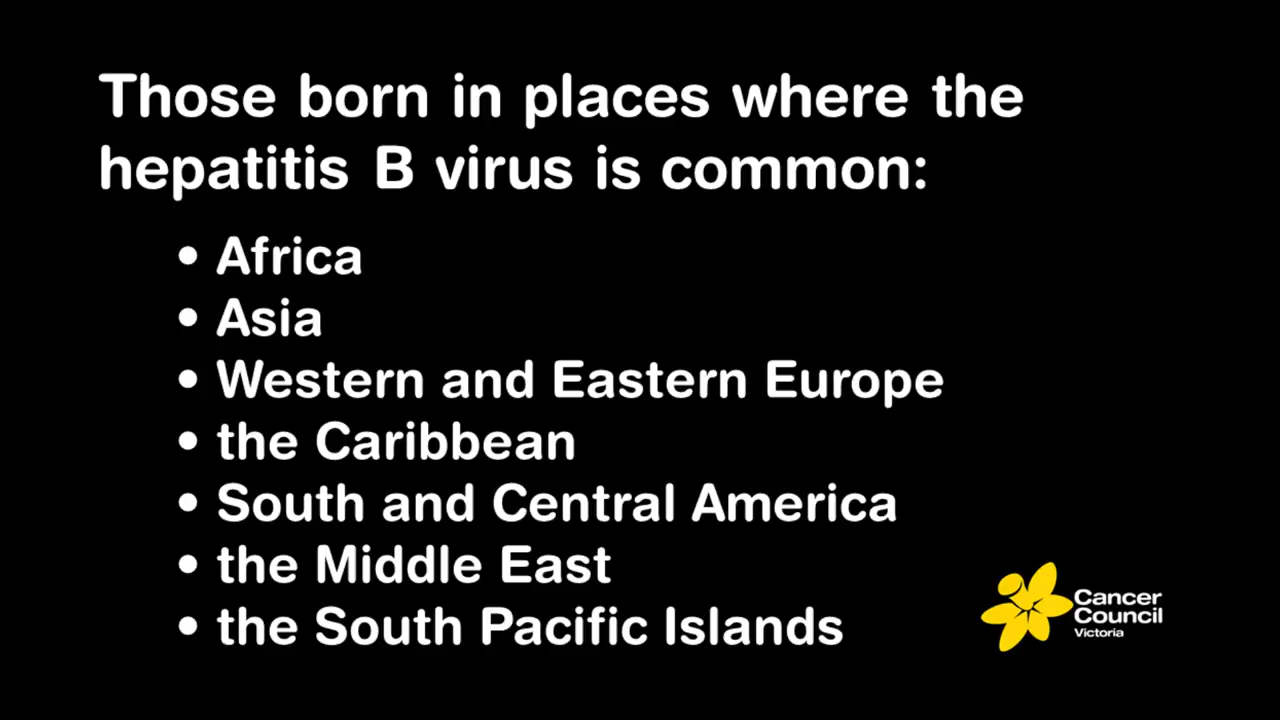 Those born in places where the
hepatitis B virus is common:
• Africa
• Asia
• Western and Eastern Europe
• the Caribbean
• South and Central America
• the Middle East
• the South Pacific Islands
Cancer
Council
Victoria